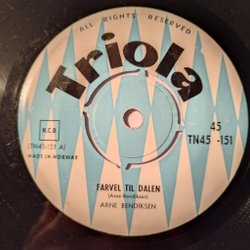 ALL RIGHTS RESERVED
Triola
N.C.B.
(TN45-151 A)
MADE IN NORWAY
45
TN45 -151
FARVEL TIL DALEN
(Arne Bendiksen)
ARNE BENDIKSEN